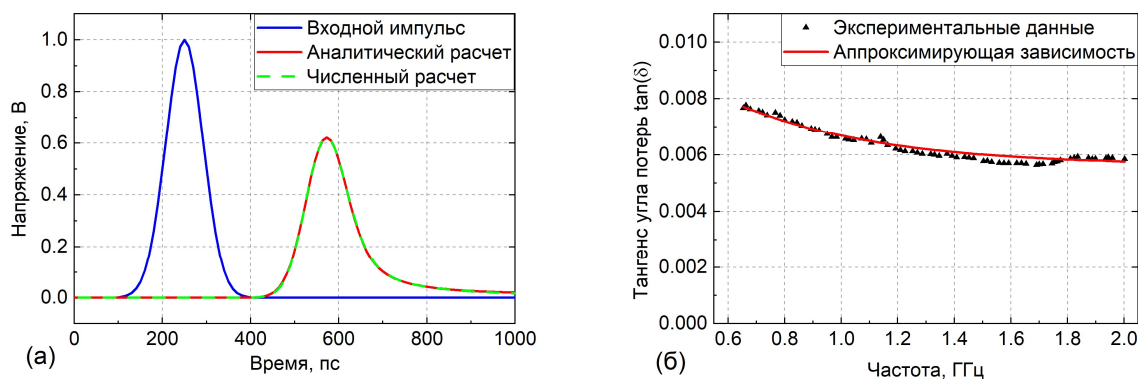 Входной импульс
Аналитический расчет
Численный расчет
Напряжение, В
1.0
0.8
0.6
0.4
0.2
0.0
0 200 400 600 800 1000
Время, пс
(а)
Экспериментальные данные
Аппроксимирующая зависимость
Тангенс угла потерь tan(δ)
0.010
0.008
0.006
0.004
0.002
0.000
0.6 0.8 1.0 1.2 1.4 1.6 1.8 2.0
Частота, ГГц
(б)